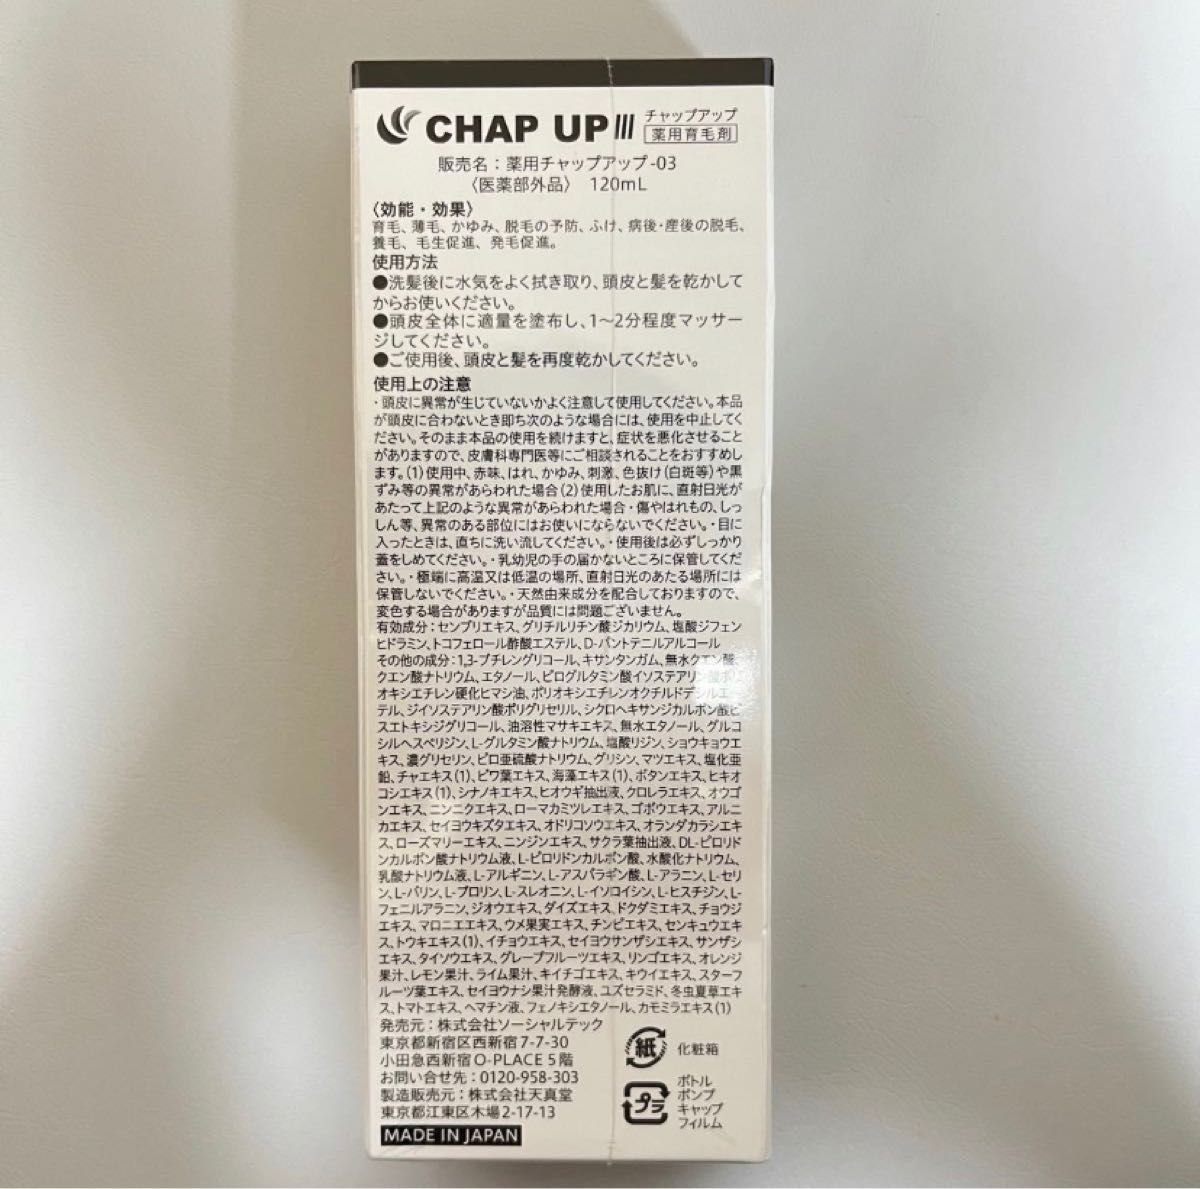 CHAP UP III チャップアップ
薬用育毛剤
販売名:薬用チャップアップ-03
〈医薬部外品〉 120mL
〈効能・効果〉
育毛、薄毛、かゆみ、脱毛の予防、ふけ、病後・産後の脱毛、
養毛、毛生促進、発毛促進。
使用方法
●洗髪後に水気をよく拭き取り、頭皮と髪を乾かして
からお使いください。
●頭皮全体に適量を塗布し、1〜2分程度マッサー
ジしてください。
●ご使用後、頭皮と髪を再度乾かしてください。
使用上の注意
・頭皮に異常が生じていないかよく注意して使用してください。本品
が頭皮に合わないとき即ち次のような場合には、使用を中止してく
ださい。そのまま本品の使用を続けますと、症状を悪化させること
がありますので、皮膚科専門医等にご相談されることをおすすめし
ます。(1)使用中、赤味、はれ、かゆみ、刺激、色抜け(白斑等)や黒
ずみ等の異常があらわれた場合(2)使用したお肌に、直射日光が
あたって上記のような異常があらわれた場合・傷やはれもの、しっ
しん等、異常のある部位にはお使いにならないでください。・目に
入ったときは、直ちに洗い流してください。・使用後は必ずしっかり
蓋をしめてください。・乳幼児の手の届かないところに保管してくだ
さい。・極端に高温又は低温の場所、直射日光のあたる場所には
保管しないでください。・天然由来成分を配合しておりますので、
変色する場合がありますが品質には問題ございません。
有効成分:センブリエキス、グリチルリチン酸ジカリウム、塩酸ジフェン
ヒドラミン、トコフェロール酢酸エステル、D-パントテニルアルコール
その他の成分:1,3-ブチレングリコール、キサンタンガム、無水クエン酸、
クエン酸ナトリウム、エタノール、ピログルタミン酸イソステアリン酸ポリ
オキシエチレン硬化ヒマシ油、ポリオキシエチレンオクチルドデシルエー
テル、ジイソステアリン酸ポリグリセリル、シクロヘキサンジカルボン酸ビ
スエトキシジグリコール、油溶性マサキエキス、無水エタノール、グルコ
シルヘスペリジン、L-グルタミン酸ナトリウム、塩酸リジン、ショウキョウエ
キス、濃グリセリン、ピロ亜硫酸ナトリウム、グリシン、マツエキス、塩化亜
鉛、チャエキス(1)、ビワ葉エキス、海藻エキス(1)、ボタンエキス、ヒキオ
コシエキス(1)、シナノキエキス、ヒオウギ抽出液、クロレラエキス、オウゴ
ンエキス、ニンニクエキス、ローマカミツレエキス、ゴボウエキス、アルニ
カエキス、セイヨウキズタエキス、オドリコソウエキス、オランダカラシエキ
ス、ローズマリーエキス、ニンジンエキス、サクラ葉抽出液、DL-ピロリド
ンカルボン酸ナトリウム液、L-ピロリドンカルボン酸、水酸化ナトリウム、
乳酸ナトリウム液、L-アルギニン、L-アスパラギン酸、L-アラニン、L-セリ
ン、L-バリン、L-プロリン、L-スレオニン、L-イソロイシン、L-ヒスチジン、L-
フェニルアラニン、ジオウエキス、ダイズエキス、ドクダミエキス、チョウジ
エキス、マロニエエキス、ウメ果実エキス、チンピエキス、センキュウエキ
ス、トウキエキス(1)、イチョウエキス、セイヨウサンザシエキス、サンザシ
エキス、タイソウエキス、グレープフルーツエキス、リンゴエキス、オレンジ
果汁、レモン果汁、ライム果汁、キイチゴエキス、キウイエキス、スターフ
ルーツ葉エキス、セイヨウナシ果汁発酵液、ユズセラミド、冬虫夏草エキ
ス、トマトエキス、ヘマチン液、フェノキシエタノール、カモミラエキス(1)
発売元:株式会社ソーシャルテック
東京都新宿区西新宿7-7-30
小田急西新宿O-PLACE 5階
お問い合せ先:0120-958-303
製造販売元:株式会社天真堂
東京都江東区木場2-17-13
MADE IN JAPAN
紙 化粧箱
プラ ボトル
ポンプ
キャップ
フィルム